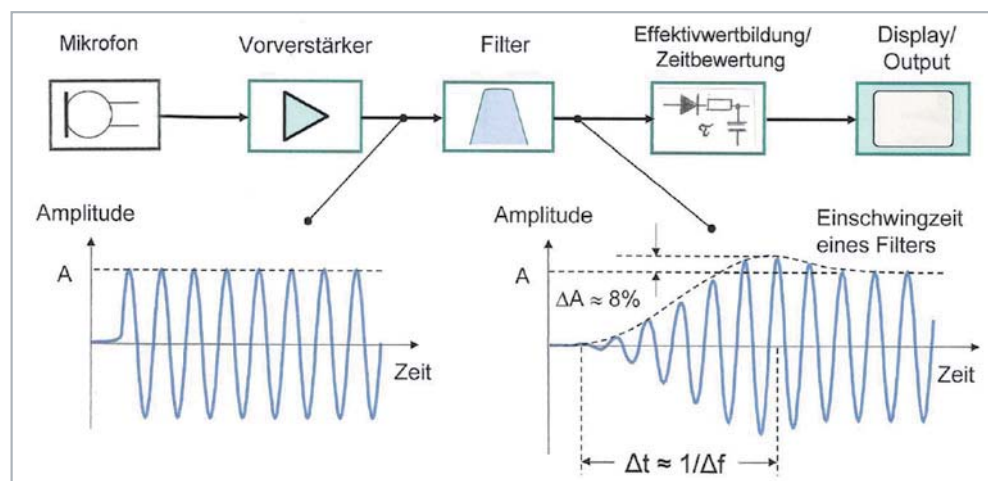 Mikrofon
Vorverstärker
Filter
Effektivwertbildung/
Zeitbewertung
Display/
Output
τ
Amplitude
A
Zeit
Amplitude
Einschwingzeit
eines Filters
A
ΔA ≈ 8%
Zeit
Δt ≈ 1/Δf